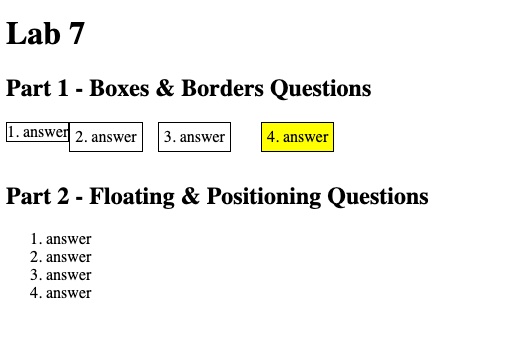 Lab 7
Part 1 - Boxes & Borders Questions
1. answer 2. answer 3. answer 4. answer
Part 2 - Floating & Positioning Questions
1. answer
2. answer
3. answer
4. answer